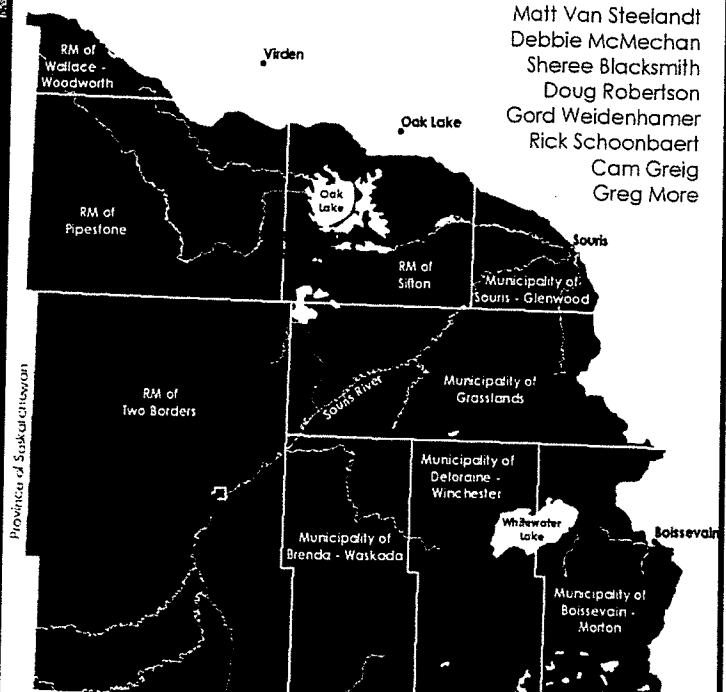 Matt Van Steelandt
Debbie McMechan
Sheree Blacksmith
Doug Robertson
Gord Weidenhamer
Rick Schoonbaert
Cam Greig
Greg More
RM of
Wallace -
Woodworth
Virden
Oak Lake
Oak
Lake
RM of
Pipestone
Souris
RM of
Sifton
Municipality of
Souris - Glenwood
RM of
Two Borders
Souris River
Municipality of
Grasslands
Province of Saskatchewan
Municipality of
Deloraine -
Winchester
Whitewater
Lake
Boissevain
Municipality of
Brenda - Waskada
Municipality of
Boissevain -
Morton